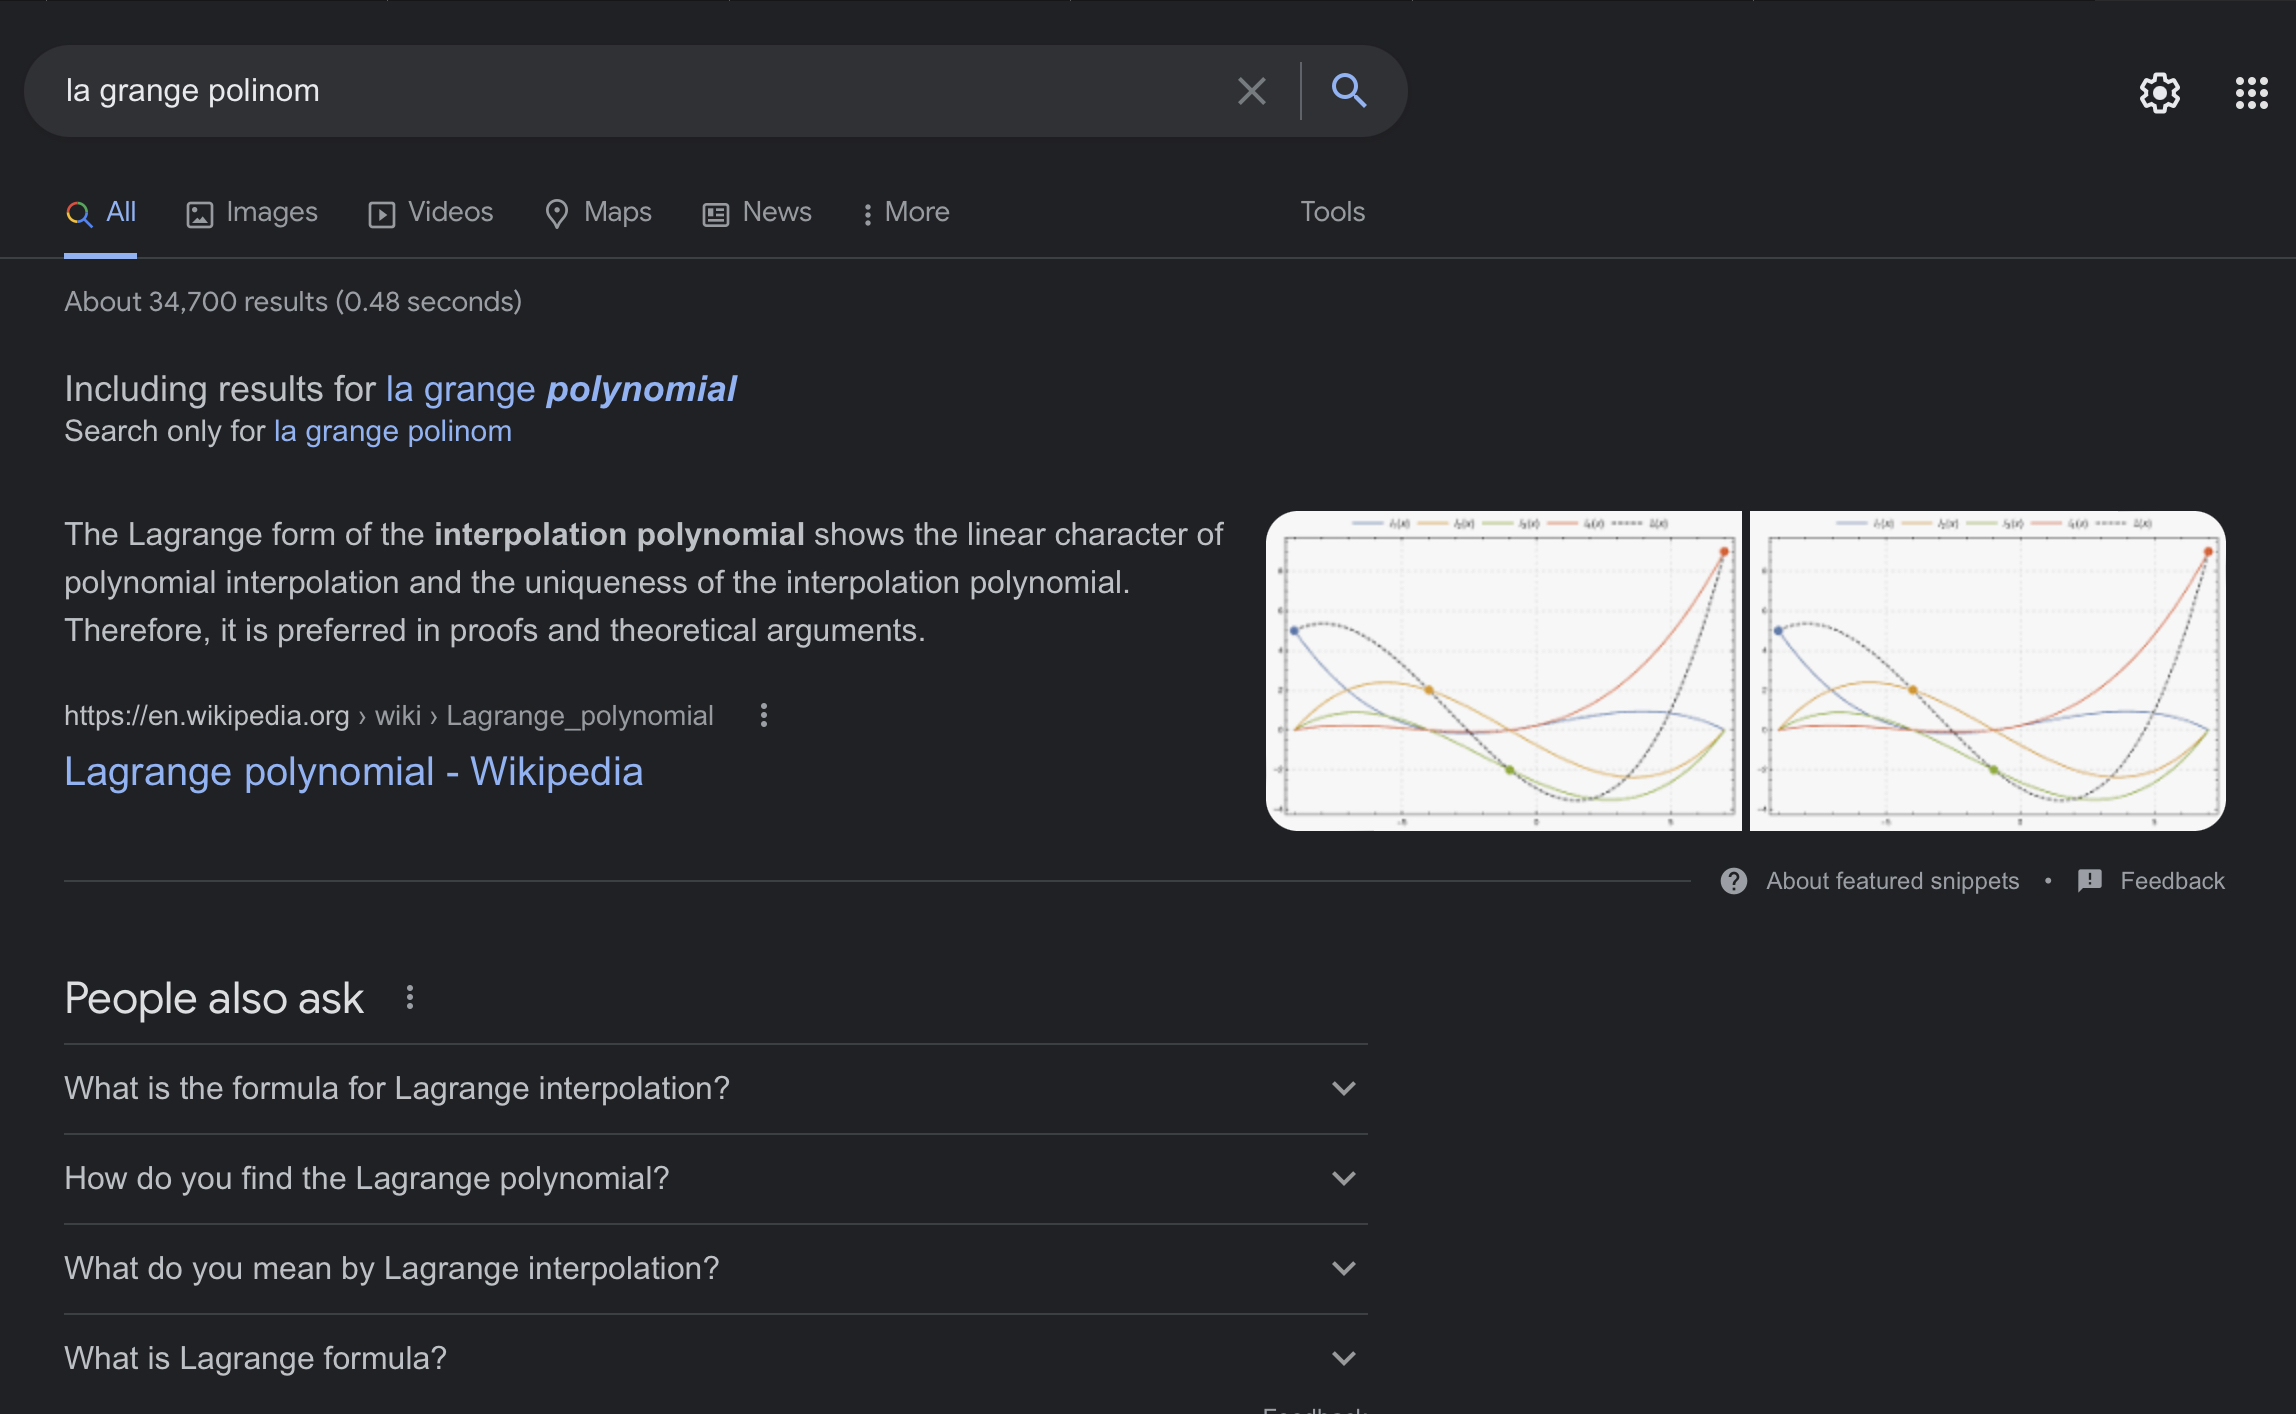 la grange polinom
All Images Videos Maps News More Tools
About 34,700 results (0.48 seconds)
Including results for la grange polynomial
Search only for la grange polinom
The Lagrange form of the interpolation polynomial shows the linear character of
polynomial interpolation and the uniqueness of the interpolation polynomial.
Therefore, it is preferred in proofs and theoretical arguments.
https://en.wikipedia.org › wiki › Lagrange_polynomial
Lagrange polynomial - Wikipedia
About featured snippets • Feedback
People also ask
What is the formula for Lagrange interpolation?
How do you find the Lagrange polynomial?
What do you mean by Lagrange interpolation?
What is Lagrange formula?